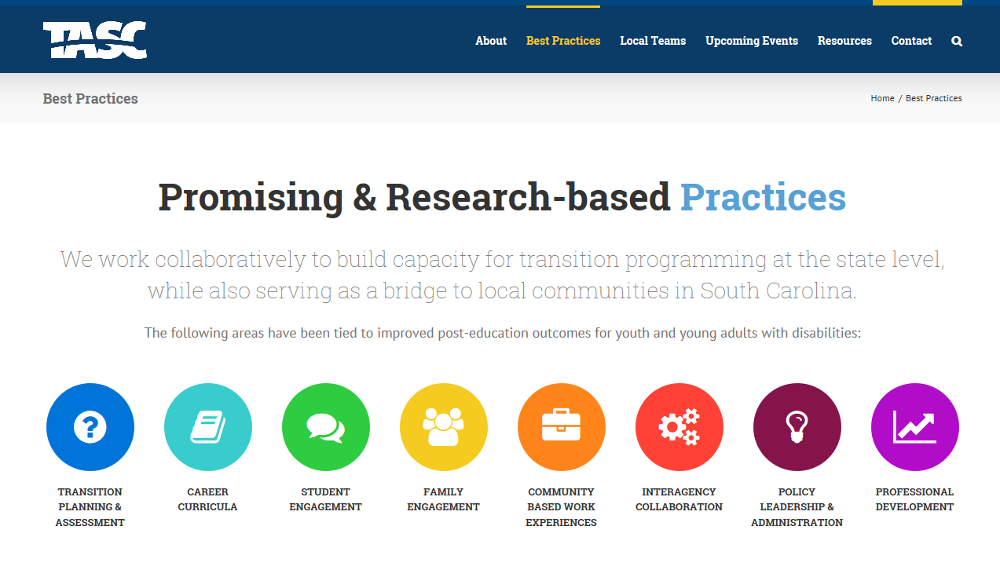 TASC
About Best Practices Local Teams Upcoming Events Resources Contact
Best Practices
Home / Best Practices
Promising & Research-based Practices
We work collaboratively to build capacity for transition programming at the state level,
while also serving as a bridge to local communities in South Carolina.
The following areas have been tied to improved post-education outcomes for youth and young adults with disabilities:
TRANSITION
PLANNING &
ASSESSMENT
CAREER
CURRICULA
STUDENT
ENGAGEMENT
FAMILY
ENGAGEMENT
COMMUNITY
BASED WORK
EXPERIENCES
INTERAGENCY
COLLABORATION
POLICY
LEADERSHIP &
ADMINISTRATION
PROFESSIONAL
DEVELOPMENT